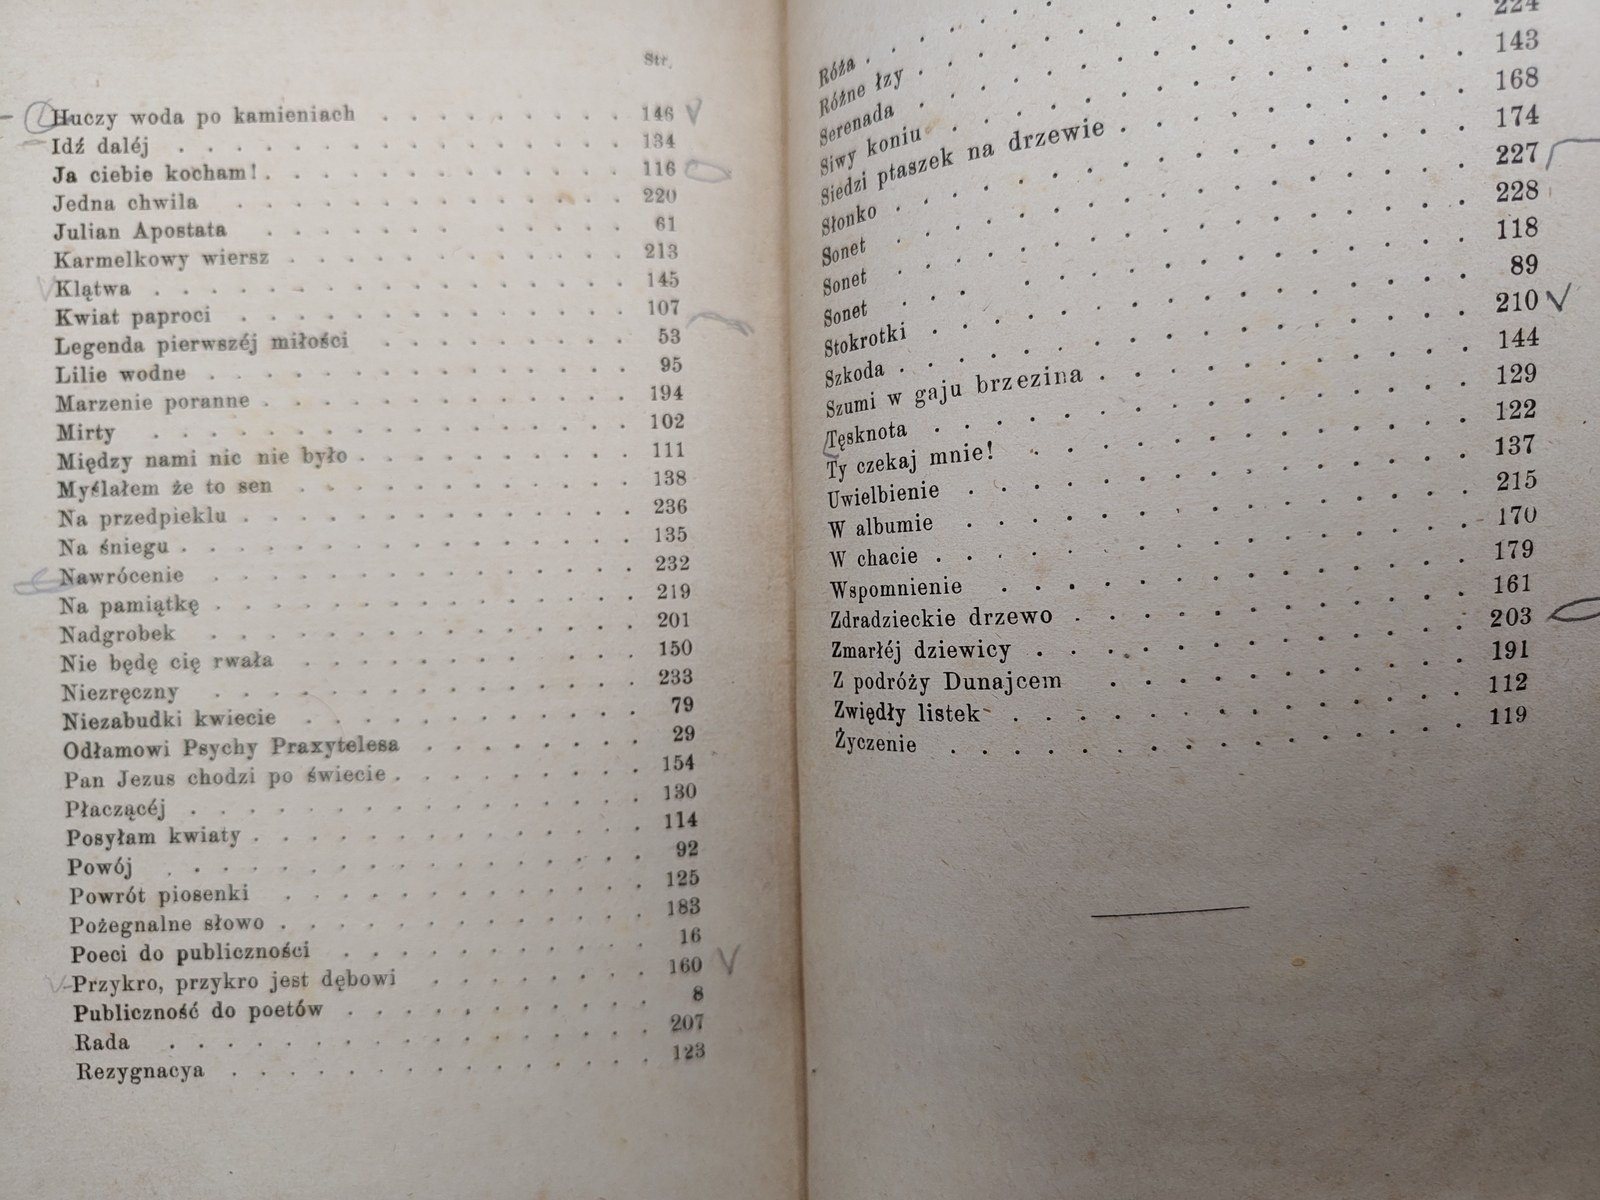 Str.
Huczy woda po kamieniach . . . . . . . . . 146
Idź daléj . . . . . . . . . . . . . . . . 134
Ja ciebie kocham! . . . . . . . . . . . . . 116
Jedna chwila . . . . . . . . . . . . . . 220
Julian Apostata . . . . . . . . . . . . 61
Karmelkowy wiersz . . . . . . . . . . . . 213
Klątwa . . . . . . . . . . . . . . . . . 145
Kwiat paproci . . . . . . . . . . . . . . 107
Legenda pierwszéj miłości . . . . . . . . . 53
Lilie wodne . . . . . . . . . . . . . . . 95
Marzenie poranne . . . . . . . . . . . . . 194
Mirty . . . . . . . . . . . . . . . . . 102
Między nami nic nie było . . . . . . . . . . 111
Myślałem że to sen . . . . . . . . . . . . 138
Na przedpieklu . . . . . . . . . . . . . . 236
Na śniegu . . . . . . . . . . . . . . . . 135
Nawrócenie . . . . . . . . . . . . . . . 232
Na pamiątkę . . . . . . . . . . . . . . . 219
Nadgrobek . . . . . . . . . . . . . . . 201
Nie będę cię rwała . . . . . . . . . . . 150
Niezręczny . . . . . . . . . . . . . . . 233
Niezabudki kwiecie . . . . . . . . . . . . 79
Odłamowi Psychy Praxytelesa . . . . . . . . 29
Pan Jezus chodzi po świecie . . . . . . . . . 154
Płaczącéj . . . . . . . . . . . . . . . . 130
Posyłam kwiaty . . . . . . . . . . . . . . 114
Powój . . . . . . . . . . . . . . . . . 92
Powrót piosenki . . . . . . . . . . . . . 125
Pożegnalne słowo . . . . . . . . . . . . . 183
Poeci do publiczności . . . . . . . . . . . 16
Przykro, przykro jest dębowi . . . . . . . . 160
Publiczność do poetów . . . . . . . . . . . 8
Rada . . . . . . . . . . . . . . . . . 207
Rezygnacya . . . . . . . . . . . . . . . 123
Róża
Różne łzy
Serenada . . . . . . . . . . . . . . . 224
Siwy koniu . . . . . . . . . . . . . . 143
Siedzi ptaszek na drzewie . . . . . . . . . 168
Słonko . . . . . . . . . . . . . . . . 174
Sonet . . . . . . . . . . . . . . . . 227
Sonet . . . . . . . . . . . . . . . . 228
Sonet . . . . . . . . . . . . . . . . 118
Stokrotki . . . . . . . . . . . . . . . 89
Szkoda . . . . . . . . . . . . . . . . 210
Szumi w gaju brzezina . . . . . . . . . . 144
Tęsknota . . . . . . . . . . . . . . . 129
Ty czekaj mnie! . . . . . . . . . . . . 122
Uwielbienie . . . . . . . . . . . . . . 137
W albumie . . . . . . . . . . . . . . 215
W chacie . . . . . . . . . . . . . . . 170
Wspomnienie . . . . . . . . . . . . . 179
Zdradzieckie drzewo . . . . . . . . . . . 161
Zmarłéj dziewicy . . . . . . . . . . . . 203
Z podróży Dunajcem . . . . . . . . . . 191
Zwiędły listek . . . . . . . . . . . . . 112
Życzenie . . . . . . . . . . . . . . . 119